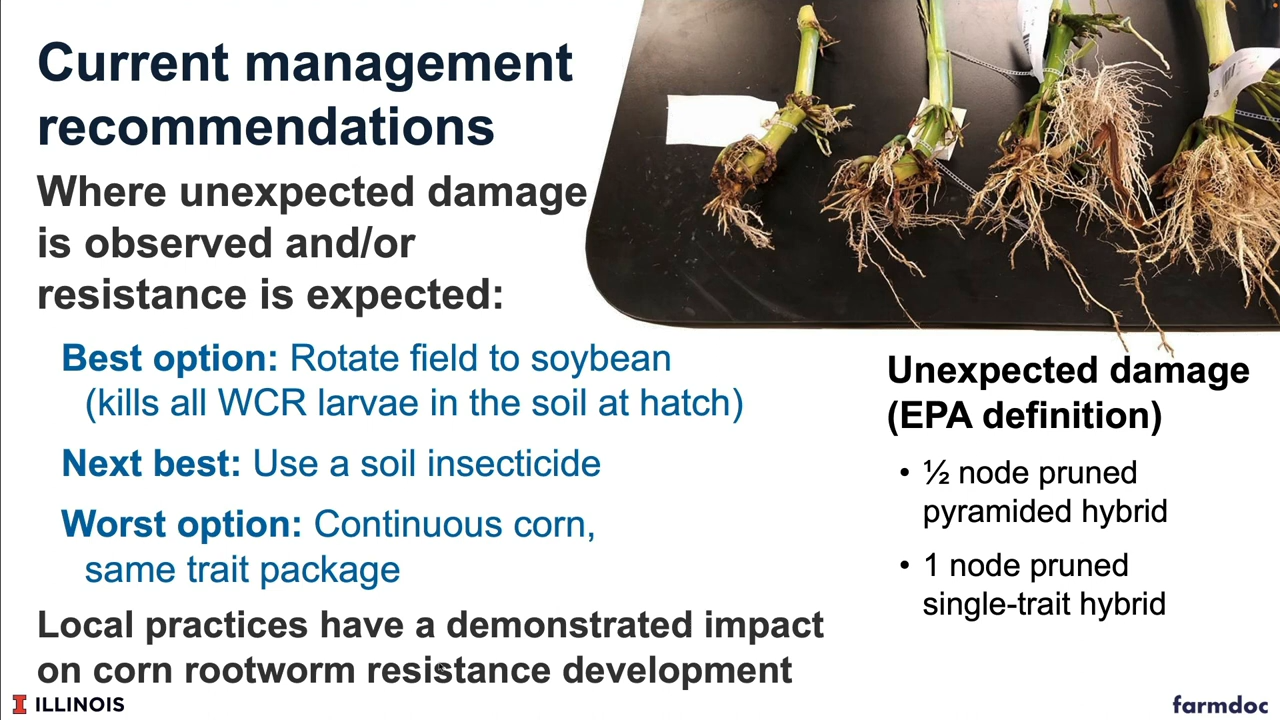 Current management
recommendations
Where unexpected damage
is observed and/or
resistance is expected:
Best option: Rotate field to soybean
(kills all WCR larvae in the soil at hatch)
Next best: Use a soil insecticide
Worst option: Continuous corn,
same trait package
Local practices have a demonstrated impact
on corn rootworm resistance development
Unexpected damage
(EPA definition)
• ½ node pruned
pyramided hybrid
• 1 node pruned
single-trait hybrid
I ILLINOIS
farmdoc